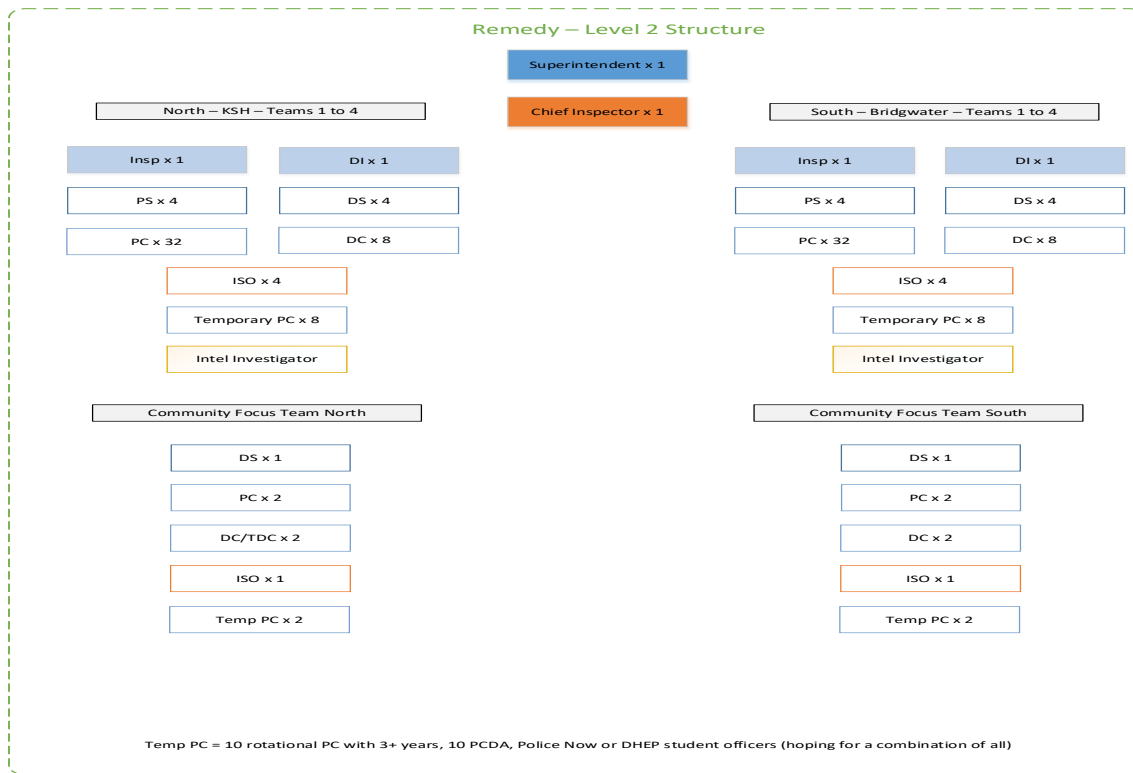 Remedy – Level 2 Structure
Superintendent x 1
Chief Inspector x 1
North – KSH – Teams 1 to 4
Insp x 1
DI x 1
PS x 4
DS x 4
PC x 32
DC x 8
ISO x 4
Temporary PC x 8
Intel Investigator
Community Focus Team North
DS x 1
PC x 2
DC/TDC x 2
ISO x 1
Temp PC x 2
South – Bridgwater – Teams 1 to 4
Insp x 1
DI x 1
PS x 4
DS x 4
PC x 32
DC x 8
ISO x 4
Temporary PC x 8
Intel Investigator
Community Focus Team South
DS x 1
PC x 2
DC x 2
ISO x 1
Temp PC x 2
Temp PC = 10 rotational PC with 3+ years, 10 PCDA, Police Now or DHEP student officers (hoping for a combination of all)